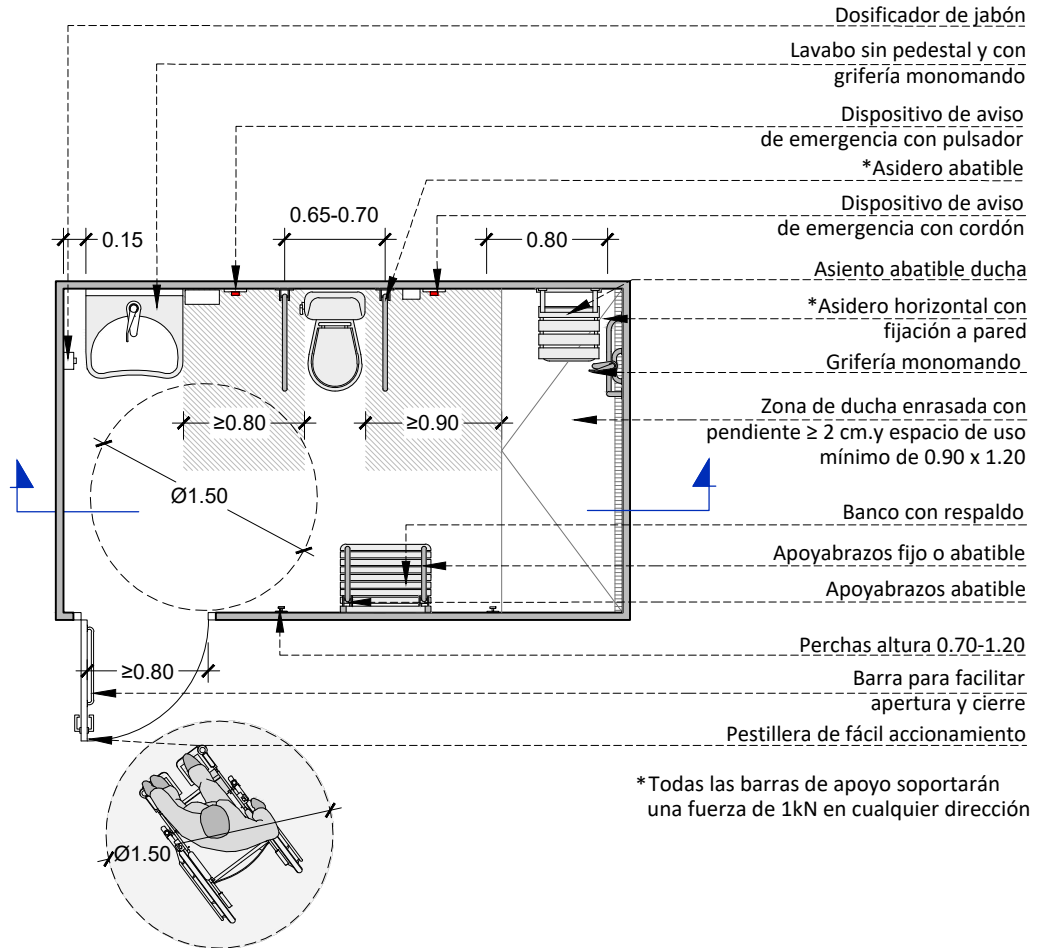 Dosificador de jabón
Lavabo sin pedestal y con
grifería monomando
Dispositivo de aviso
de emergencia con pulsador
*Asidero abatible
Dispositivo de aviso
de emergencia con cordón
Asiento abatible ducha
*Asidero horizontal con
fijación a pared
Grifería monomando
Zona de ducha enrasada con
pendiente ≥ 2 cm.y espacio de uso
mínimo de 0.90 x 1.20
Banco con respaldo
Apoyabrazos fijo o abatible
Apoyabrazos abatible
Perchas altura 0.70-1.20
Barra para facilitar
apertura y cierre
Pestillera de fácil accionamiento
*Todas las barras de apoyo soportarán
una fuerza de 1kN en cualquier dirección
0.15
0.65-0.70
0.80
≥0.80
≥0.90
Ø1.50
≥0.80
Ø1.50